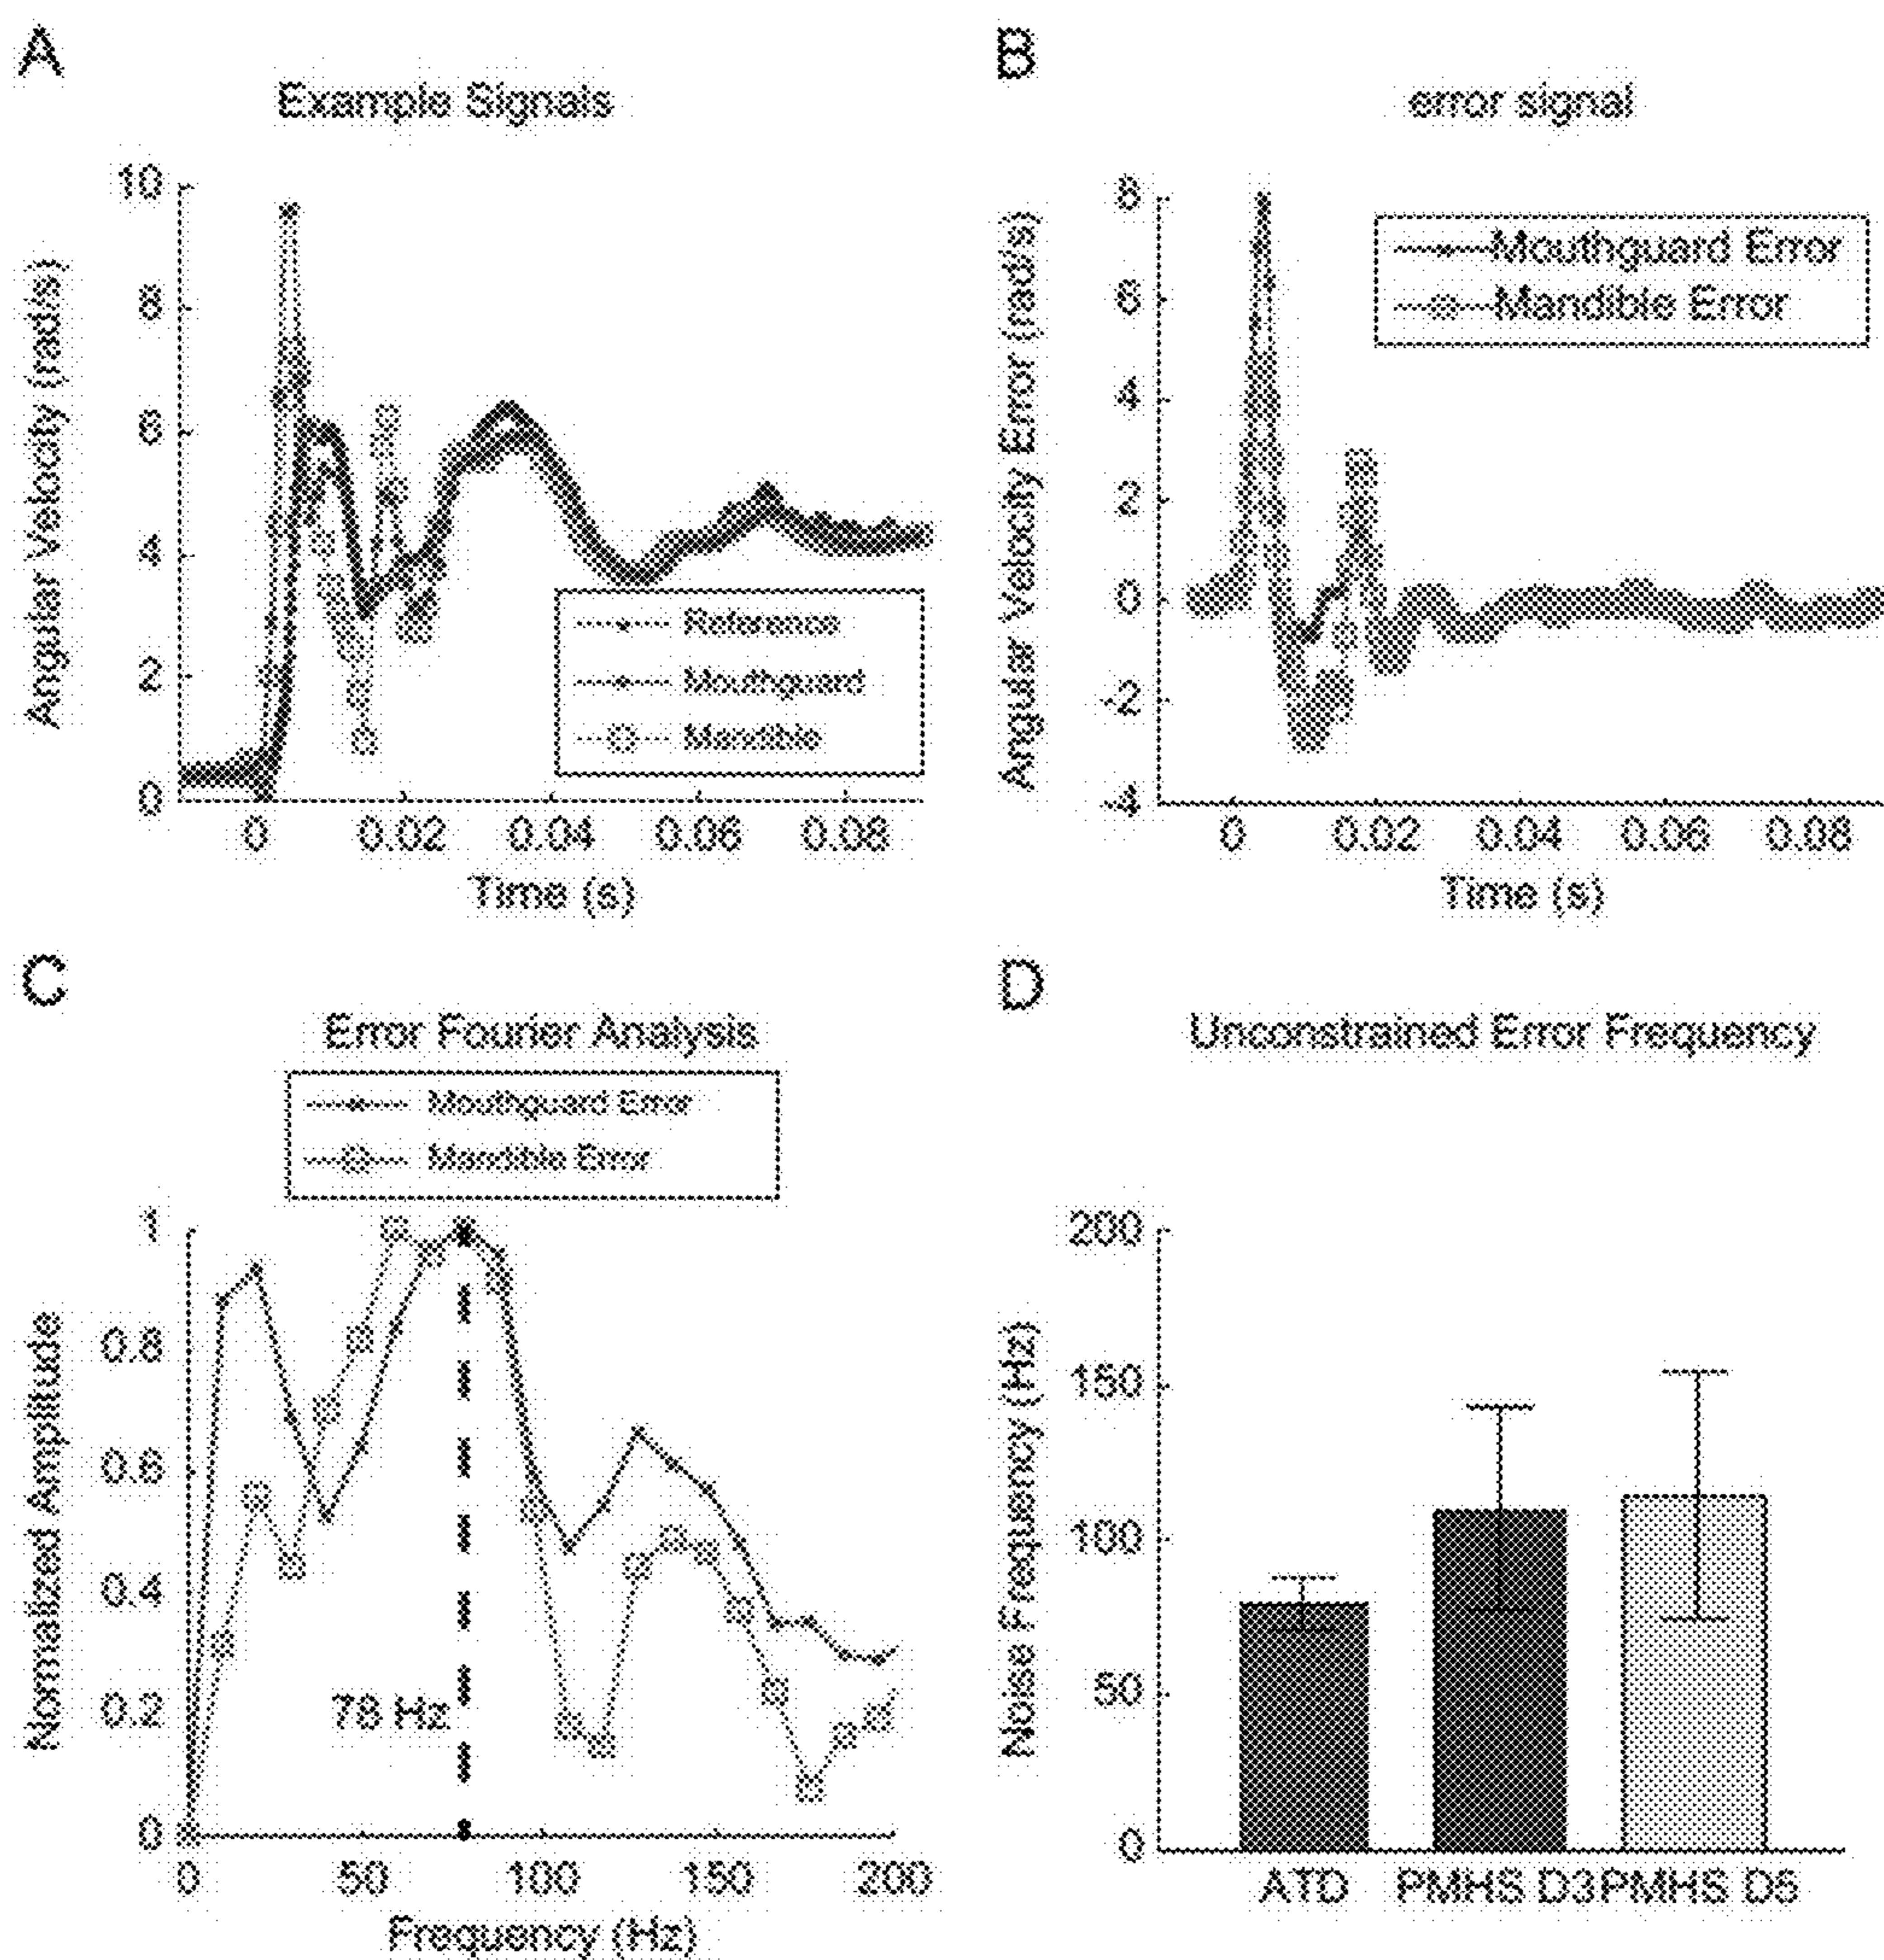 A
Example Signals
Angular Velocity (rad/s)
10
8
6
4
2
0
0 0.02 0.04 0.06 0.08
Time (s)
Reference
Mouthguard
Mandible
B
error signal
Angular Velocity Error (rad/s)
8
6
4
2
0
-2
-4
0 0.02 0.04 0.06 0.08
Time (s)
Mouthguard Error
Mandible Error
C
Error Fourier Analysis
Mouthguard Error
Mandible Error
Normalized Amplitude
1
0.8
0.6
0.4
0.2
0
78 Hz
0 50 100 150 200
Frequency (Hz)
D
Unconstrained Error Frequency
Noise Frequency (Hz)
200
150
100
50
0
ATD PMHS D3 PMHS